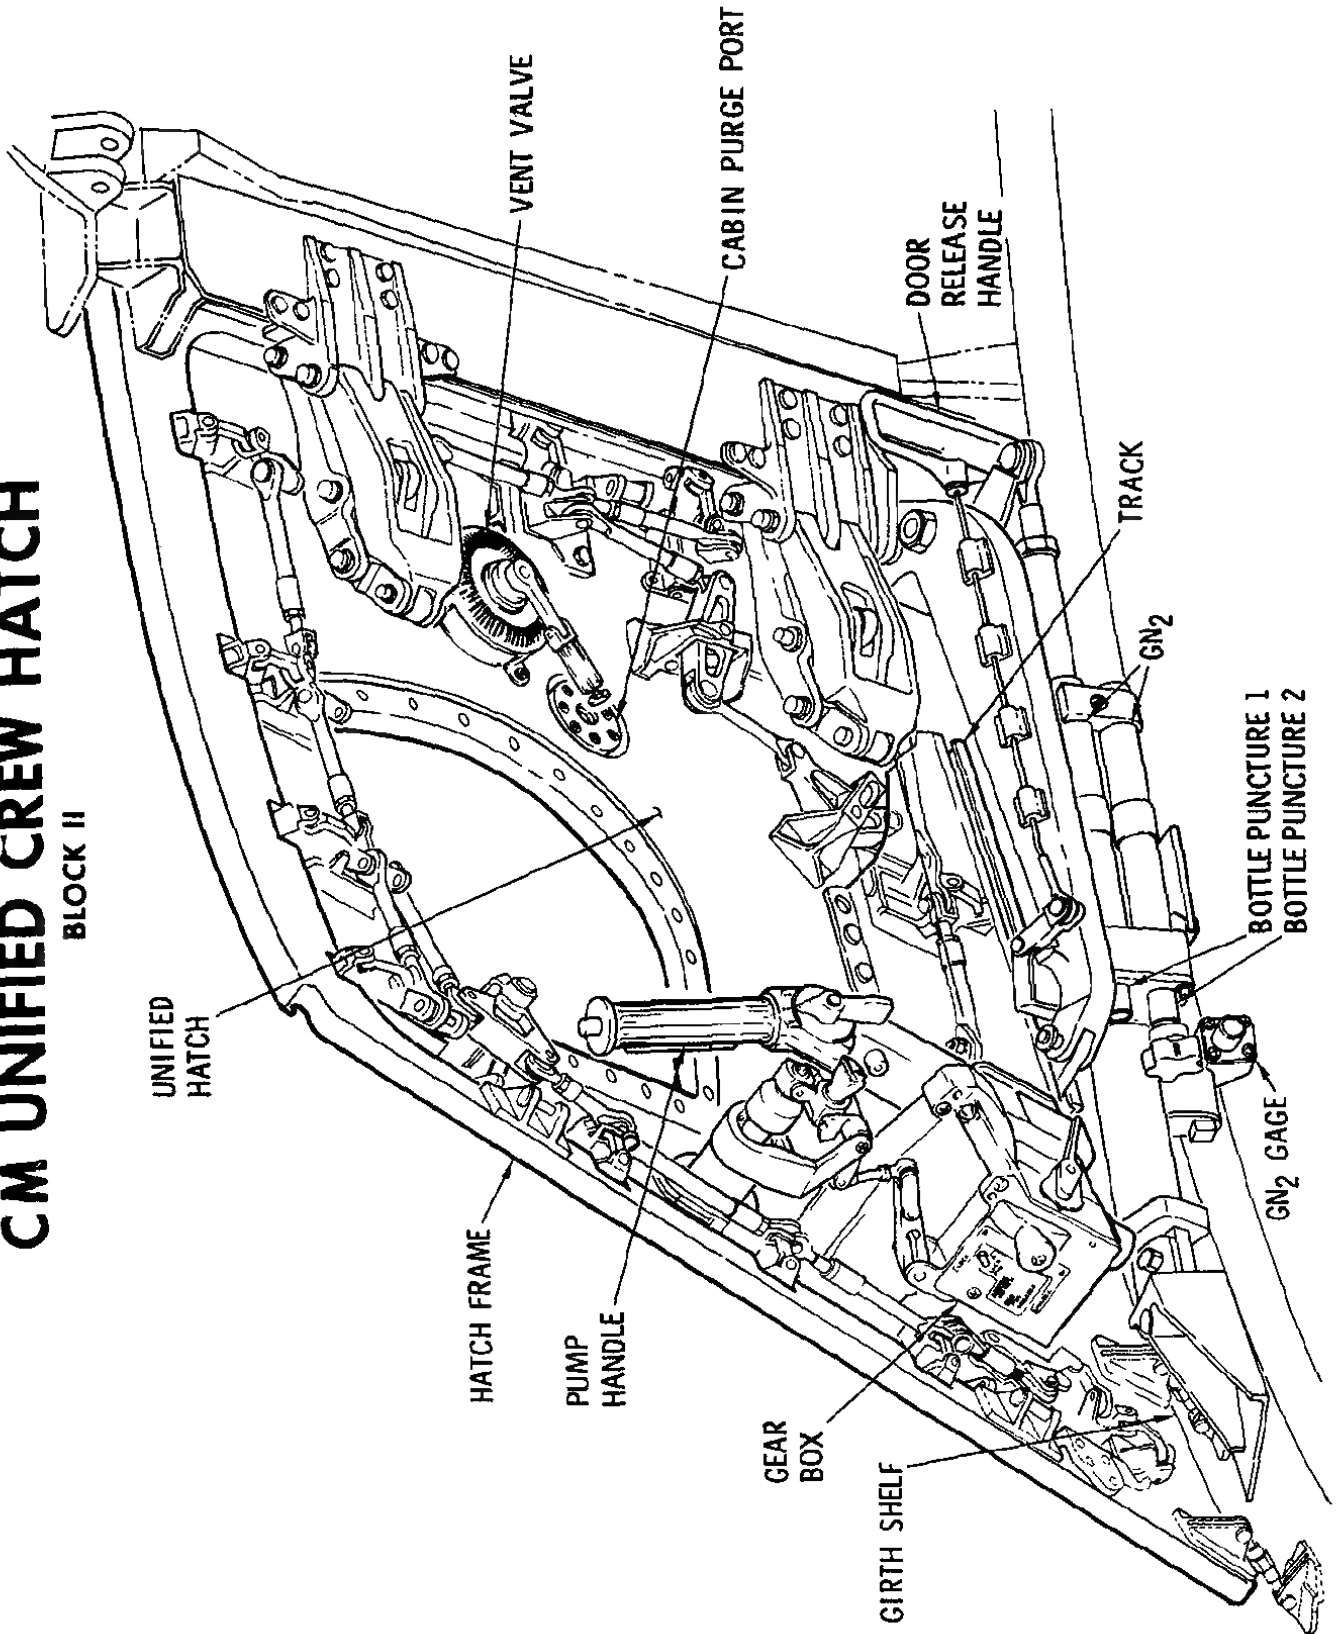 CM UNIFIED CREW HATCH
BLOCK II
UNIFIED
HATCH
HATCH FRAME
PUMP
HANDLE
GEAR
BOX
GIRTH SHELF
VENT VALVE
CABIN PURGE PORT
DOOR
RELEASE
HANDLE
TRACK
GN2
BOTTLE PUNCTURE 1
BOTTLE PUNCTURE 2
GN2 GAGE